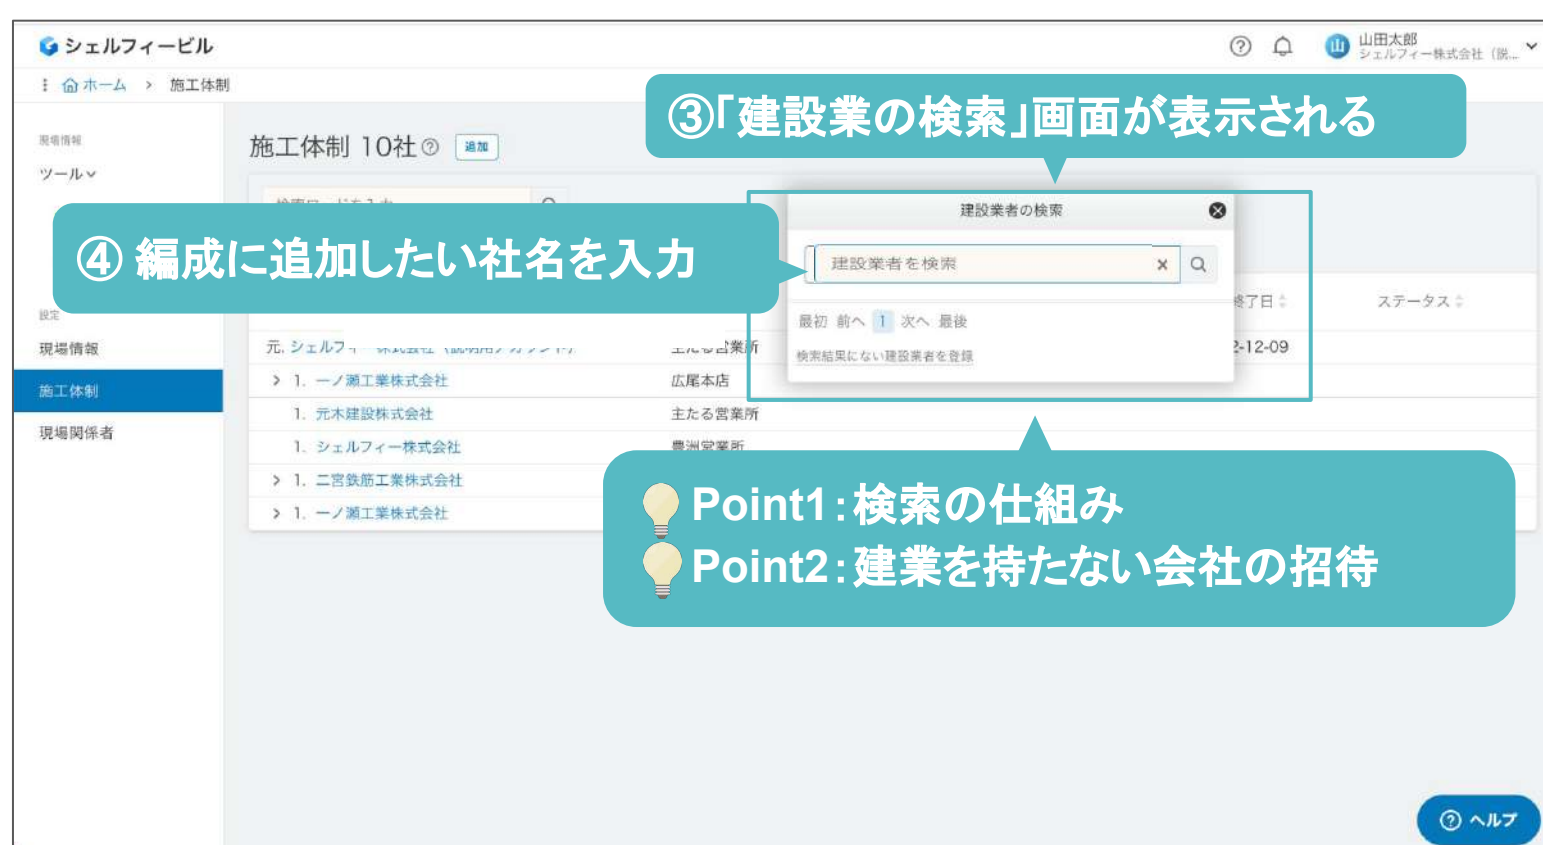 シェルフィービル
山田太郎
シェルフィー株式会社（説...
ホーム > 施工体制
③「建設業の検索」画面が表示される
現場情報
施工体制 10社
追加
ツール
建設業者の検索
④ 編成に追加したい社名を入力
建設業者を検索
設定
終了日
ステータス
最初 前へ 1 次へ 最後
現場情報
2-12-09
検索結果にない建設業者を登録
> 1. 一ノ瀬工業株式会社
広尾本店
施工体制
1. 元木建設株式会社
主たる営業所
現場関係者
1. シェルフィー株式会社
豊洲営業所
> 1. 二宮鉄筋工業株式会社
> 1. 一ノ瀬工業株式会社
Point1：検索の仕組み
Point2：建業を持たない会社の招待
ヘルプ